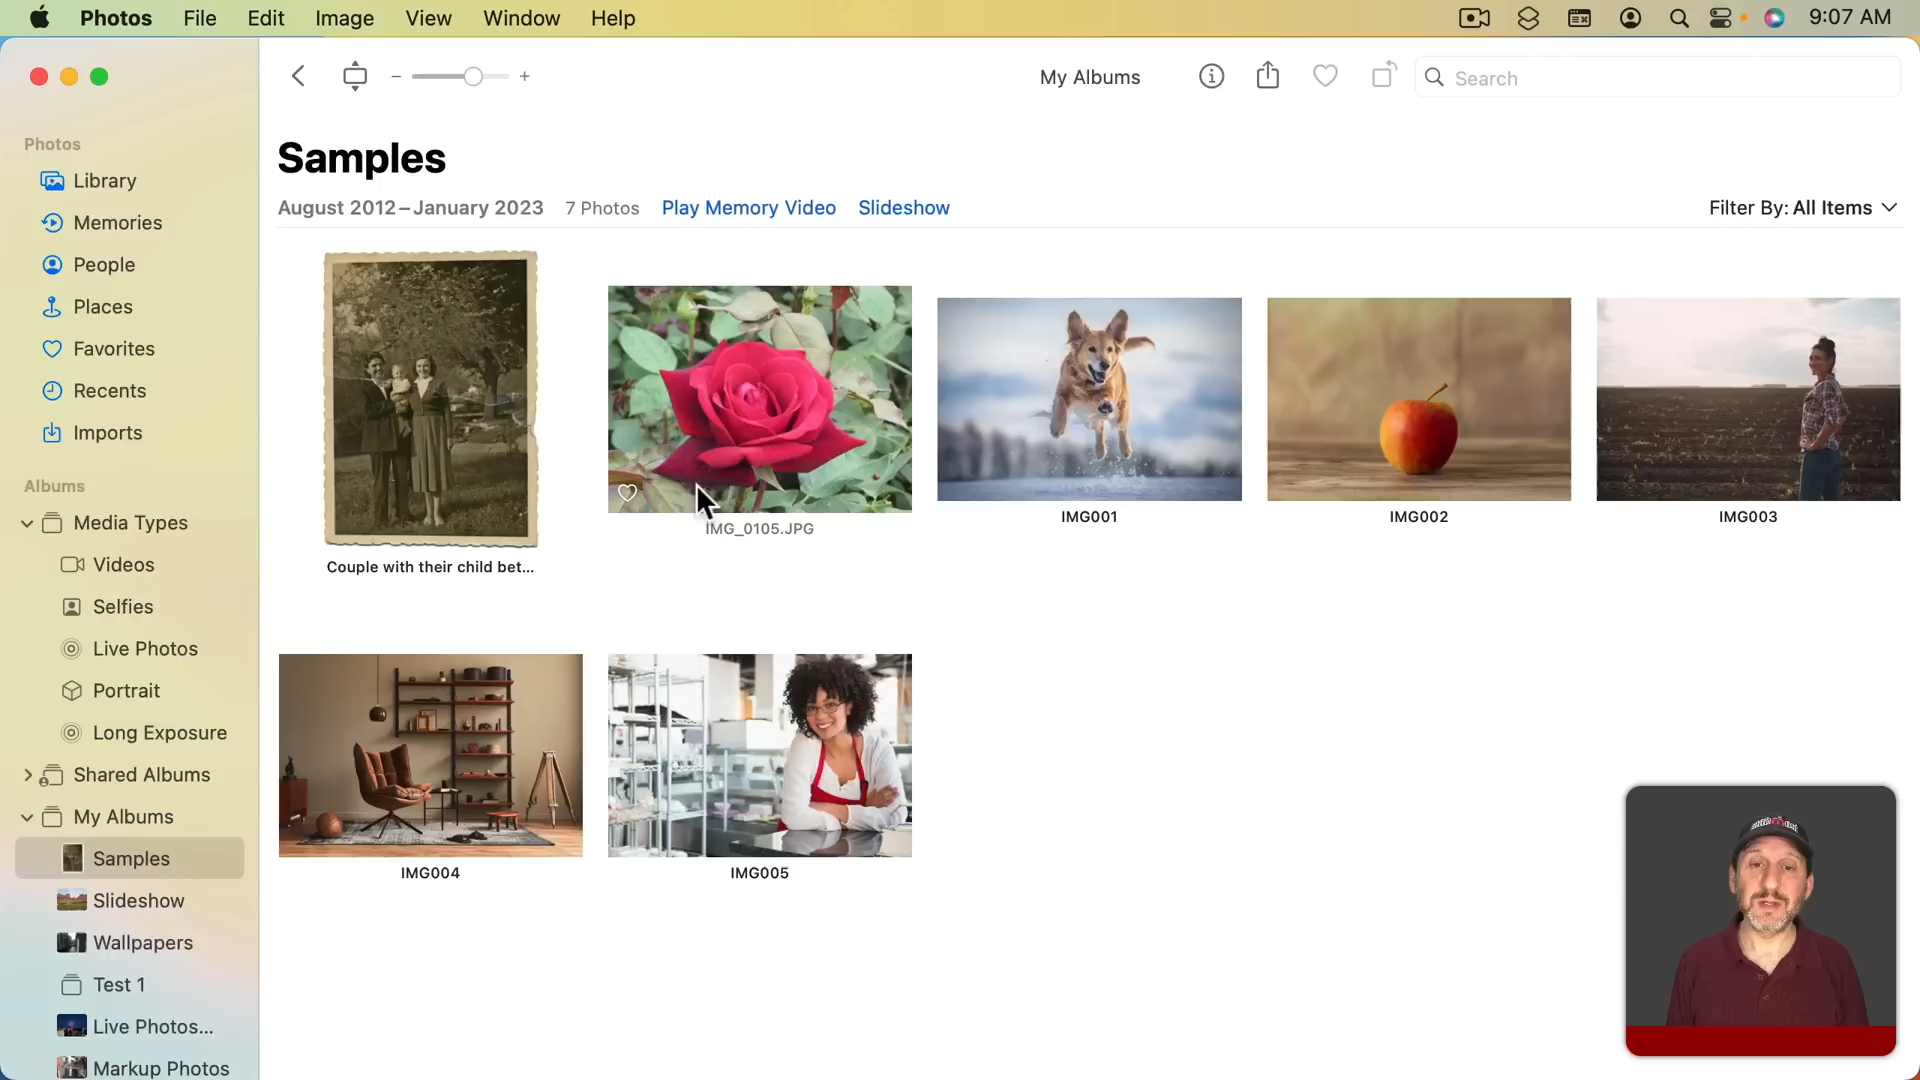 Photos File Edit Image View Window Help 9:07 AM
My Albums Search
Photos
Library
Memories
People
Places
Favorites
Recents
Imports
Albums
Media Types
Videos
Selfies
Live Photos
Portrait
Long Exposure
Shared Albums
My Albums
Samples
Slideshow
Wallpapers
Test 1
Live Photos...
Markup Photos
Samples
August 2012–January 2023 7 Photos Play Memory Video Slideshow Filter By: All Items
Couple with their child bet...
IMG_0105.JPG
IMG001
IMG002
IMG003
IMG004
IMG005